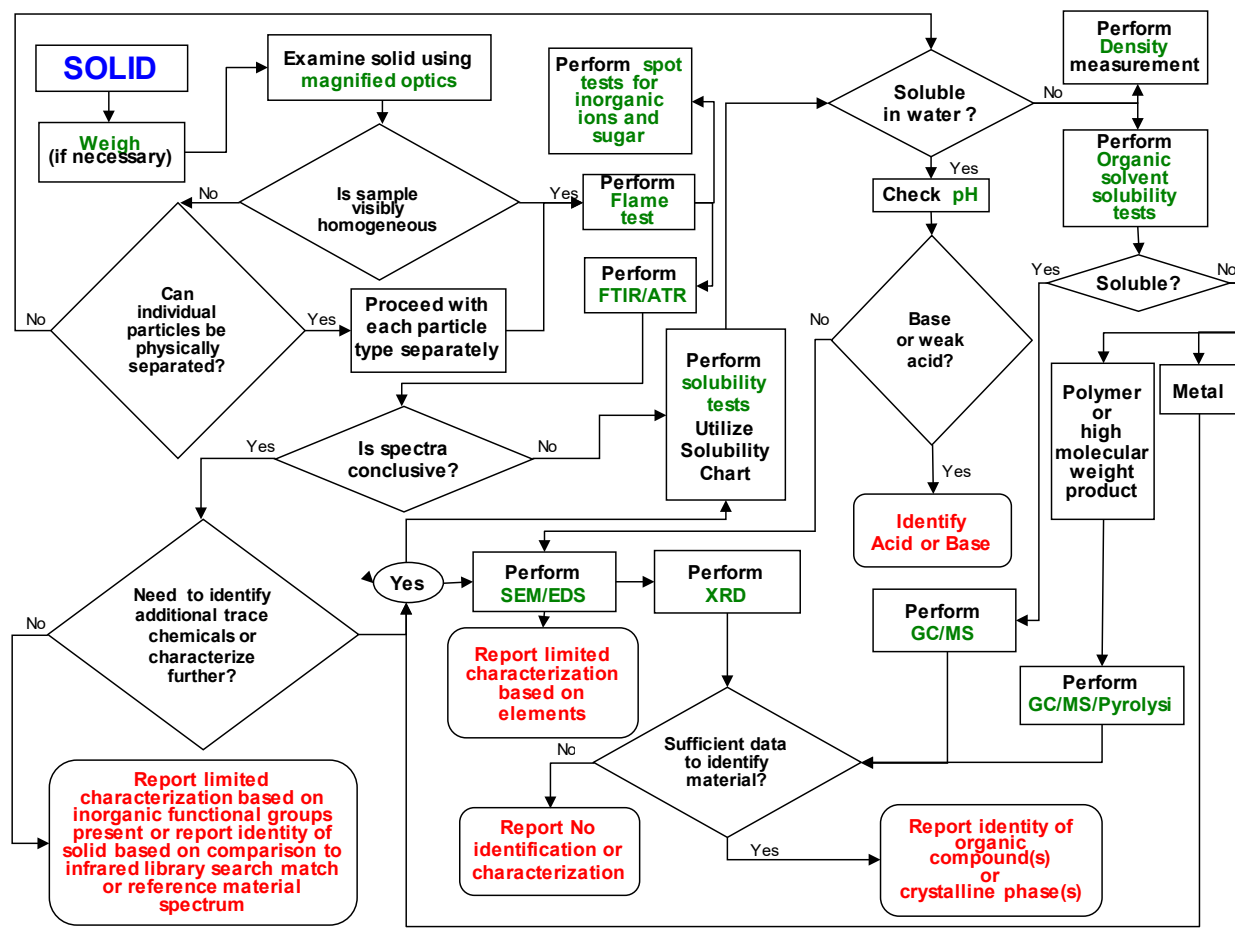 SOLID
Weigh
(if necessary)
Examine solid using
magnified optics
Is sample
visibly
homogeneous
No
Yes
Can
individual
particles be
physically
separated?
No
Yes
Proceed with
each particle
type separately
Perform spot
tests for
inorganic
ions and
sugar
Perform
Flame
test
Perform
FTIR/ATR
Is spectra
conclusive?
Yes
No
Perform
solubility
tests
Utilize
Solubility
Chart
Soluble
in water ?
No
Yes
Perform
Density
measurement
Perform
Organic
solvent
solubility
tests
Check pH
Base
or weak
acid?
No
Yes
Identify
Acid or Base
Soluble?
Yes
No
Polymer
or
high
molecular
weight
product
Metal
Need to identify
additional trace
chemicals or
characterize
further?
No
Yes
Perform
SEM/EDS
Perform
XRD
Report limited
characterization
based on
elements
Perform
GC/MS
Perform
GC/MS/Pyrolysi
Sufficient data
to identify
material?
No
Yes
Report No
identification or
characterization
Report identity of
organic
compound(s)
or
crystalline phase(s)
Report limited
characterization based on
inorganic functional groups
present or report identity of
solid based on comparison to
infrared library search match
or reference material
spectrum